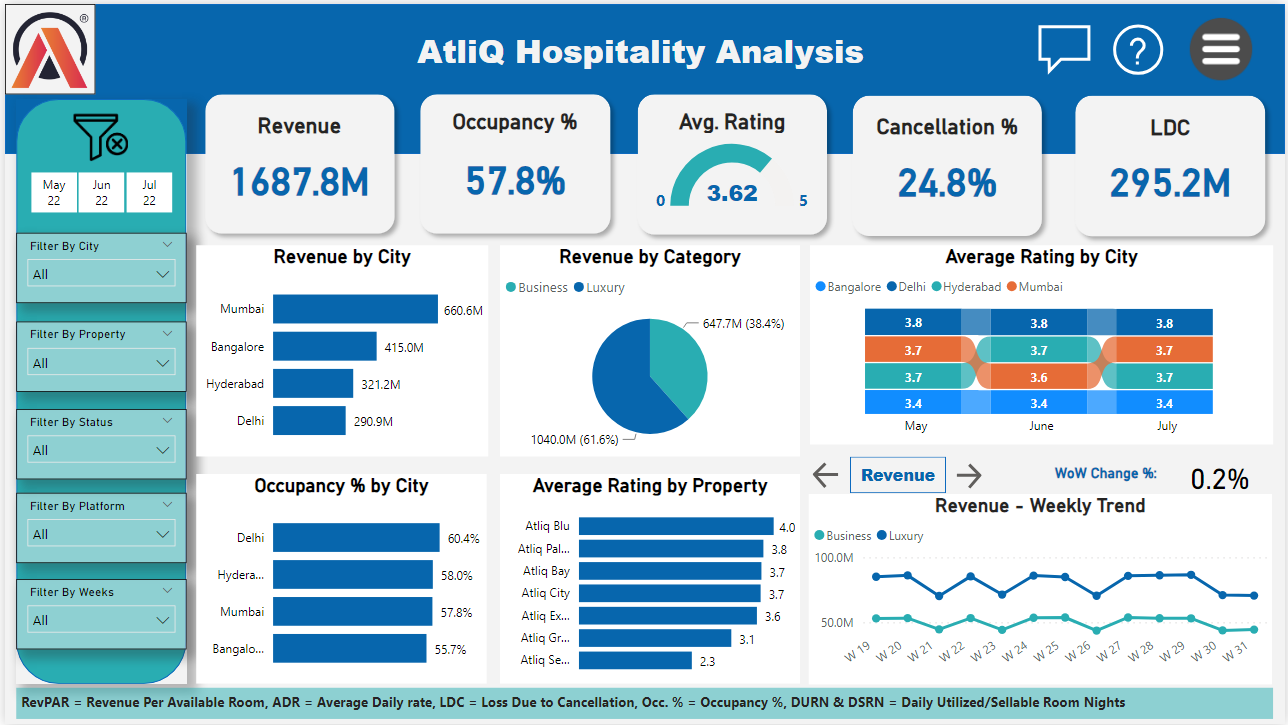 ®
AtliQ Hospitality Analysis
?
May 22
Jun 22
Jul 22
Filter By City
All
Filter By Property
All
Filter By Status
All
Filter By Platform
All
Filter By Weeks
All
Revenue
1687.8M
Occupancy %
57.8%
Avg. Rating
0
3.62
5
Cancellation %
24.8%
LDC
295.2M
Revenue by City
Mumbai 660.6M
Bangalore 415.0M
Hyderabad 321.2M
Delhi 290.9M
Revenue by Category
Business Luxury
647.7M (38.4%)
1040.0M (61.6%)
Average Rating by City
Bangalore Delhi Hyderabad Mumbai
3.8 3.8 3.8
3.7 3.7 3.7
3.7 3.6 3.7
3.4 3.4 3.4
May June July
Occupancy % by City
Delhi 60.4%
Hydera... 58.0%
Mumbai 57.8%
Bangalo... 55.7%
Average Rating by Property
Atliq Blu 4.0
Atliq Pal... 3.8
Atliq Bay 3.7
Atliq City 3.7
Atliq Ex... 3.6
Atliq Gr... 3.1
Atliq Se... 2.3
Revenue
WoW Change %: 0.2%
Revenue - Weekly Trend
Business Luxury
100.0M
50.0M
W 19 W 20 W 21 W 22 W 23 W 24 W 25 W 26 W 27 W 28 W 29 W 30 W 31
RevPAR = Revenue Per Available Room, ADR = Average Daily rate, LDC = Loss Due to Cancellation, Occ. % = Occupancy %, DURN & DSRN = Daily Utilized/Sellable Room Nights